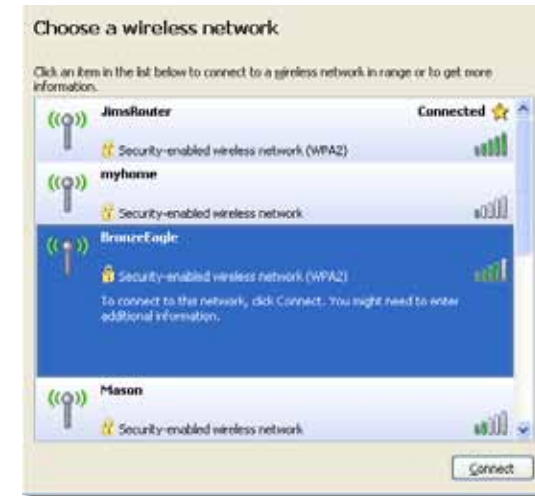 Choose a wireless network
Click an item in the list below to connect to a wireless network in range or to get more
information.
JimsRouter Connected
Security-enabled wireless network (WPA2)
myhome
Security-enabled wireless network
BronzeEagle
Security-enabled wireless network (WPA2)
To connect to this network, click Connect. You might need to enter
additional information.
Mason
Security-enabled wireless network
Connect